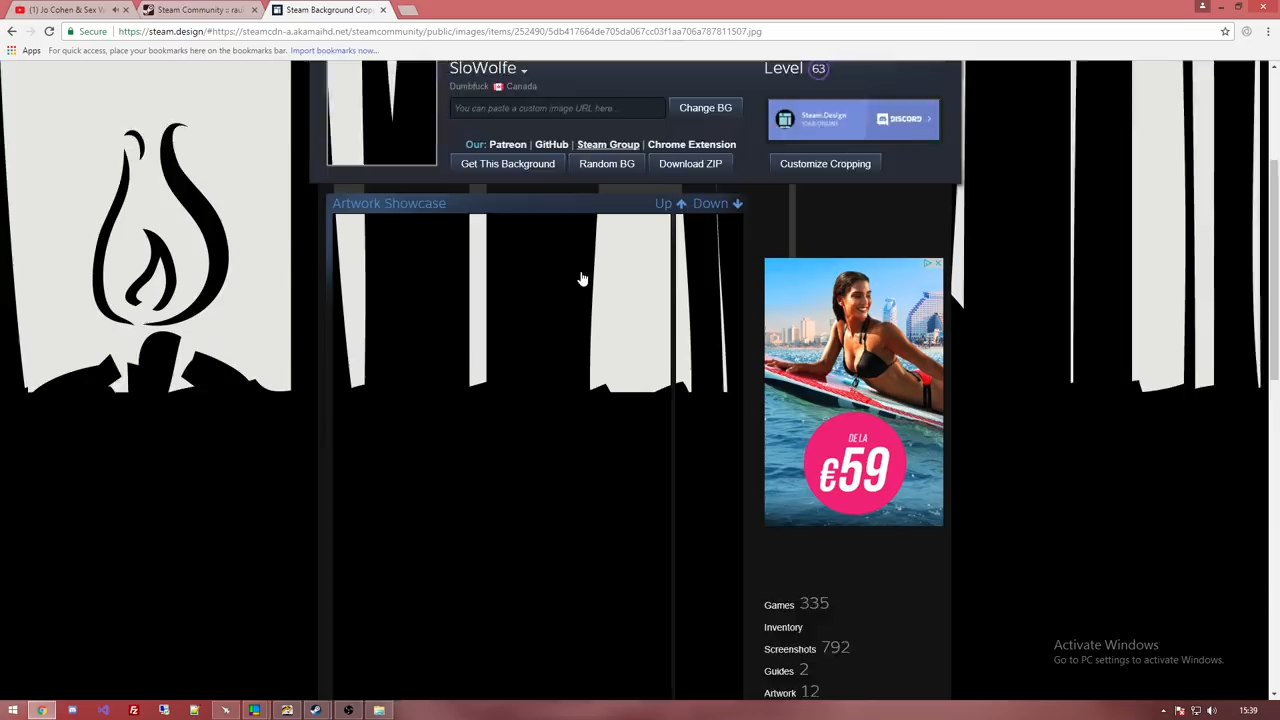 (1) Jo Cohen & Sex W
Steam Community :: rau
Steam Background Crop
Secure
https://steam.design/#https://steamcdn-a.akamaihd.net/steamcommunity/public/images/items/252490/5db417664de705da067cc03f1aa706a787811507.jpg
Apps
For quick access, place your bookmarks here on the bookmarks bar. Import bookmarks now...
SloWolfe
Level 63
Dumbfuck Canada
You can paste a custom image URL here...
Change BG
Steam.Design
DISCORD
Our: Patreon | GitHub | Steam Group | Chrome Extension
Get This Background
Random BG
Download ZIP
Customize Cropping
Artwork Showcase
Up
Down
DE LA
€59
Games 335
Inventory
Screenshots 792
Guides 2
Artwork 12
Activate Windows
Go to PC settings to activate Windows.
15:39